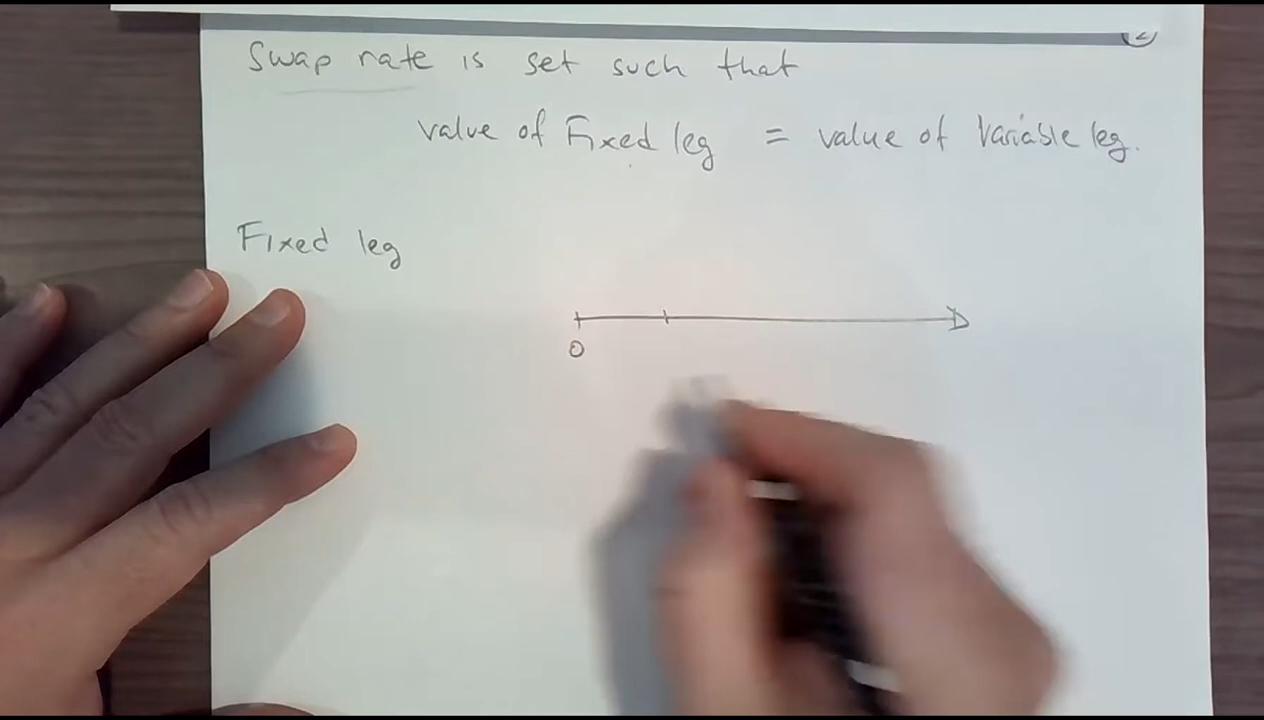 Swap rate is set such that
value of Fixed leg = value of Variable leg.
Fixed leg
0